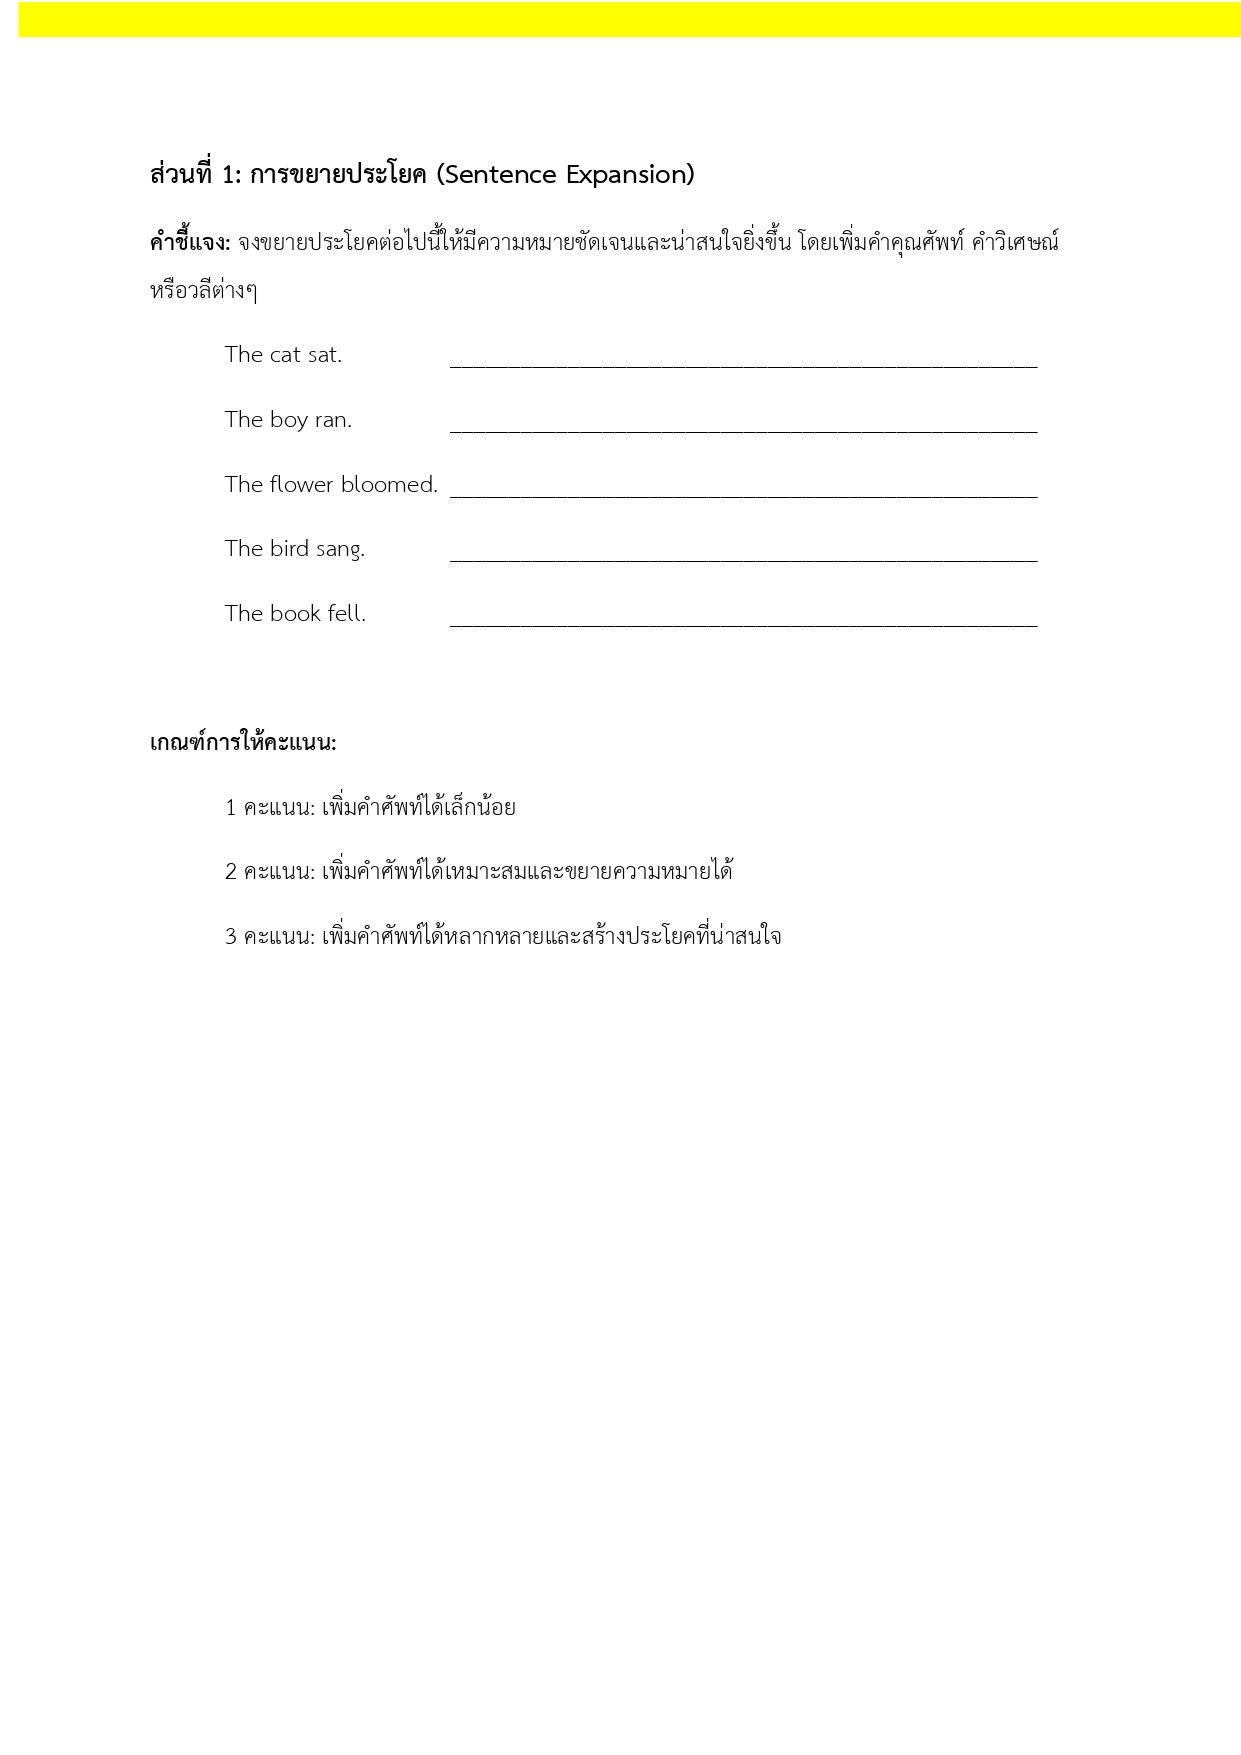 ส่วนที่ 1: การขยายประโยค (Sentence Expansion)
คำชี้แจง: จงขยายประโยคต่อไปนี้ให้มีความหมายชัดเจนและน่าสนใจยิ่งขึ้น โดยเพิ่มคำคุณศัพท์ คำวิเศษณ์
หรือวลีต่างๆ
The cat sat. __________________________________________________
The boy ran. __________________________________________________
The flower bloomed. __________________________________________________
The bird sang. __________________________________________________
The book fell. __________________________________________________
เกณฑ์การให้คะแนน:
1 คะแนน: เพิ่มคำศัพท์ได้เล็กน้อย
2 คะแนน: เพิ่มคำศัพท์ได้เหมาะสมและขยายความหมายได้
3 คะแนน: เพิ่มคำศัพท์ได้หลากหลายและสร้างประโยคที่น่าสนใจ